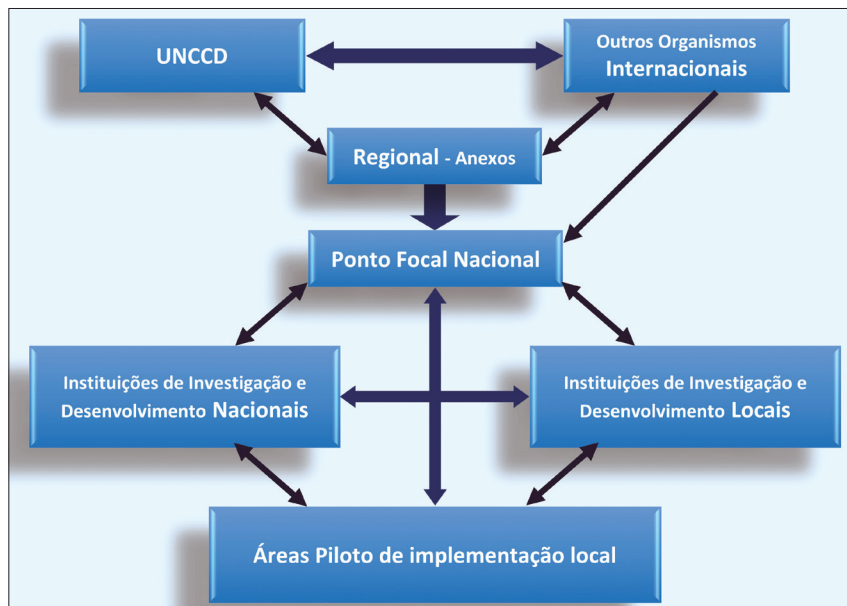 UNCCD
Outros Organismos
Internacionais
Regional - Anexos
Ponto Focal Nacional
Instituições de Investigação e
Desenvolvimento Nacionais
Instituições de Investigação e
Desenvolvimento Locais
Áreas Piloto de implementação local